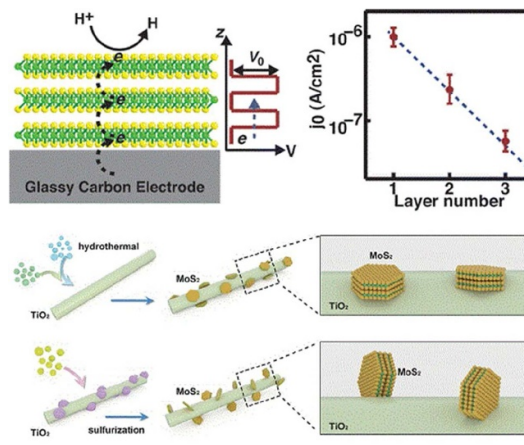 H⁺ H
e
e
e
Glassy Carbon Electrode
z
V₀
e
V
j0 (A/cm²)
10⁻⁶
10⁻⁷
1 2 3
Layer number
hydrothermal
TiO₂
MoS₂
MoS₂
TiO₂
TiO₂
sulfurization
MoS₂
MoS₂
TiO₂